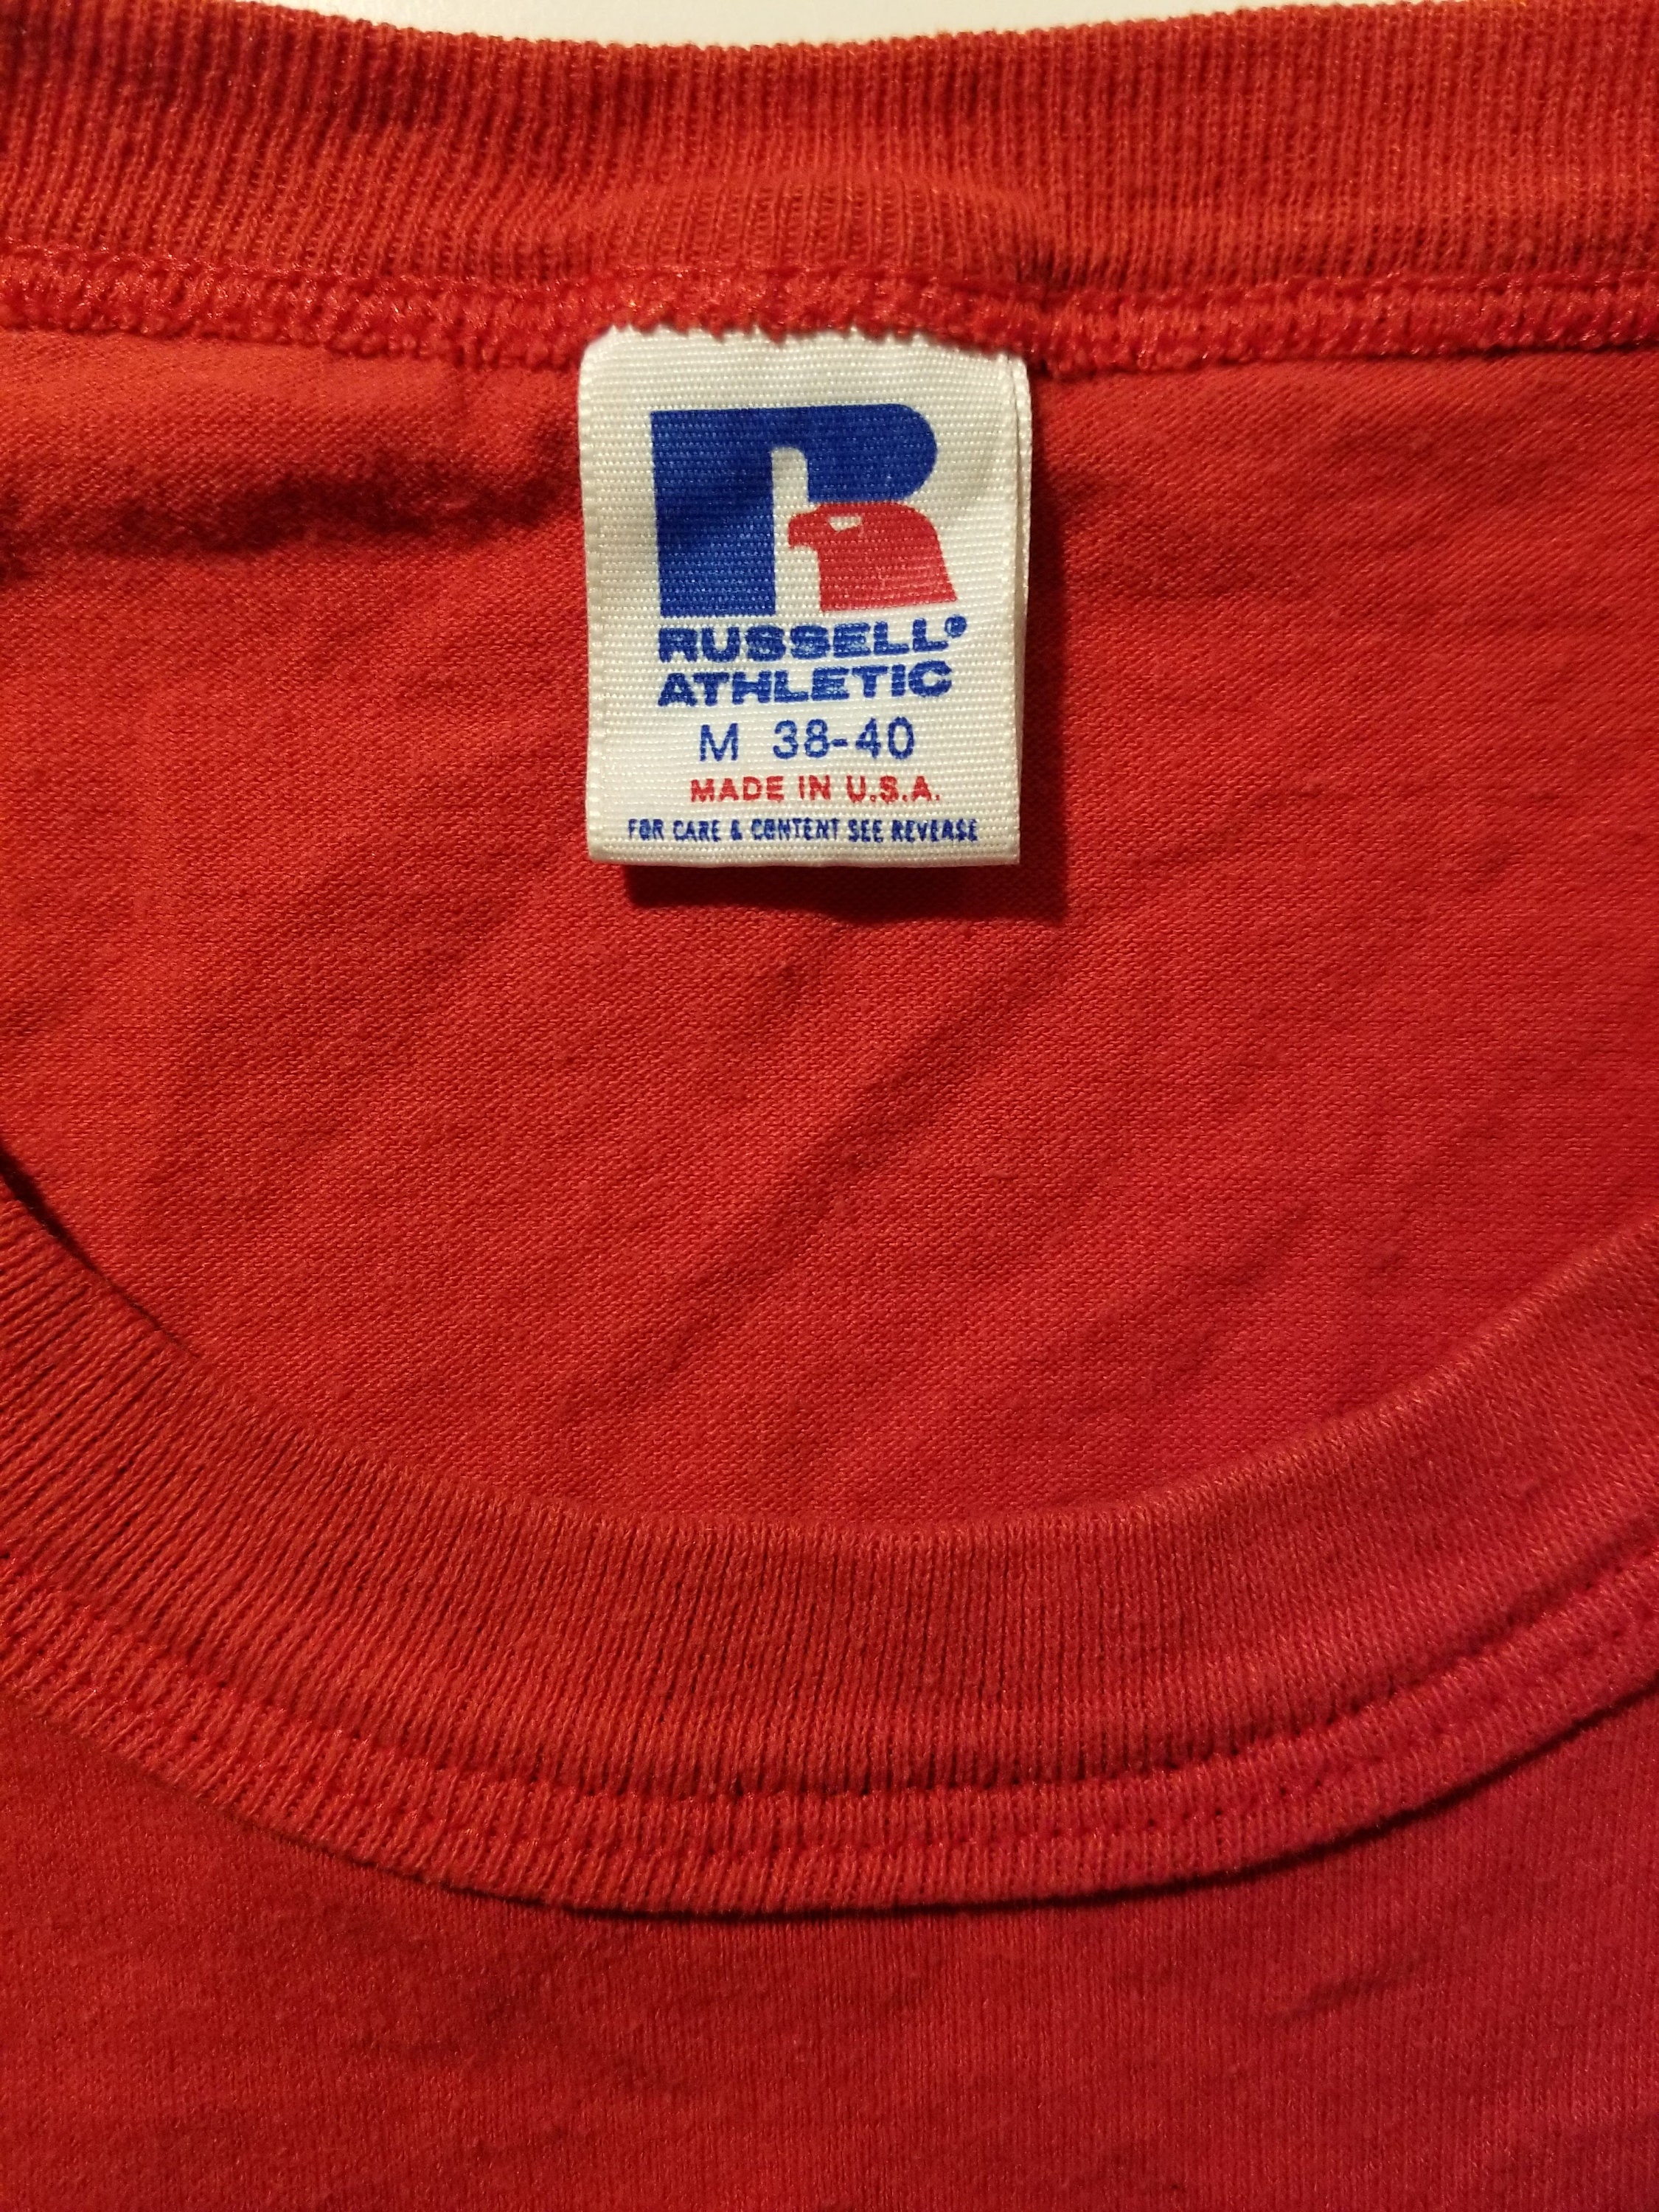 RUSSELL®
ATHLETIC
M 38-40
MADE IN U.S.A.
FOR CARE & CONTENT SEE REVERSE